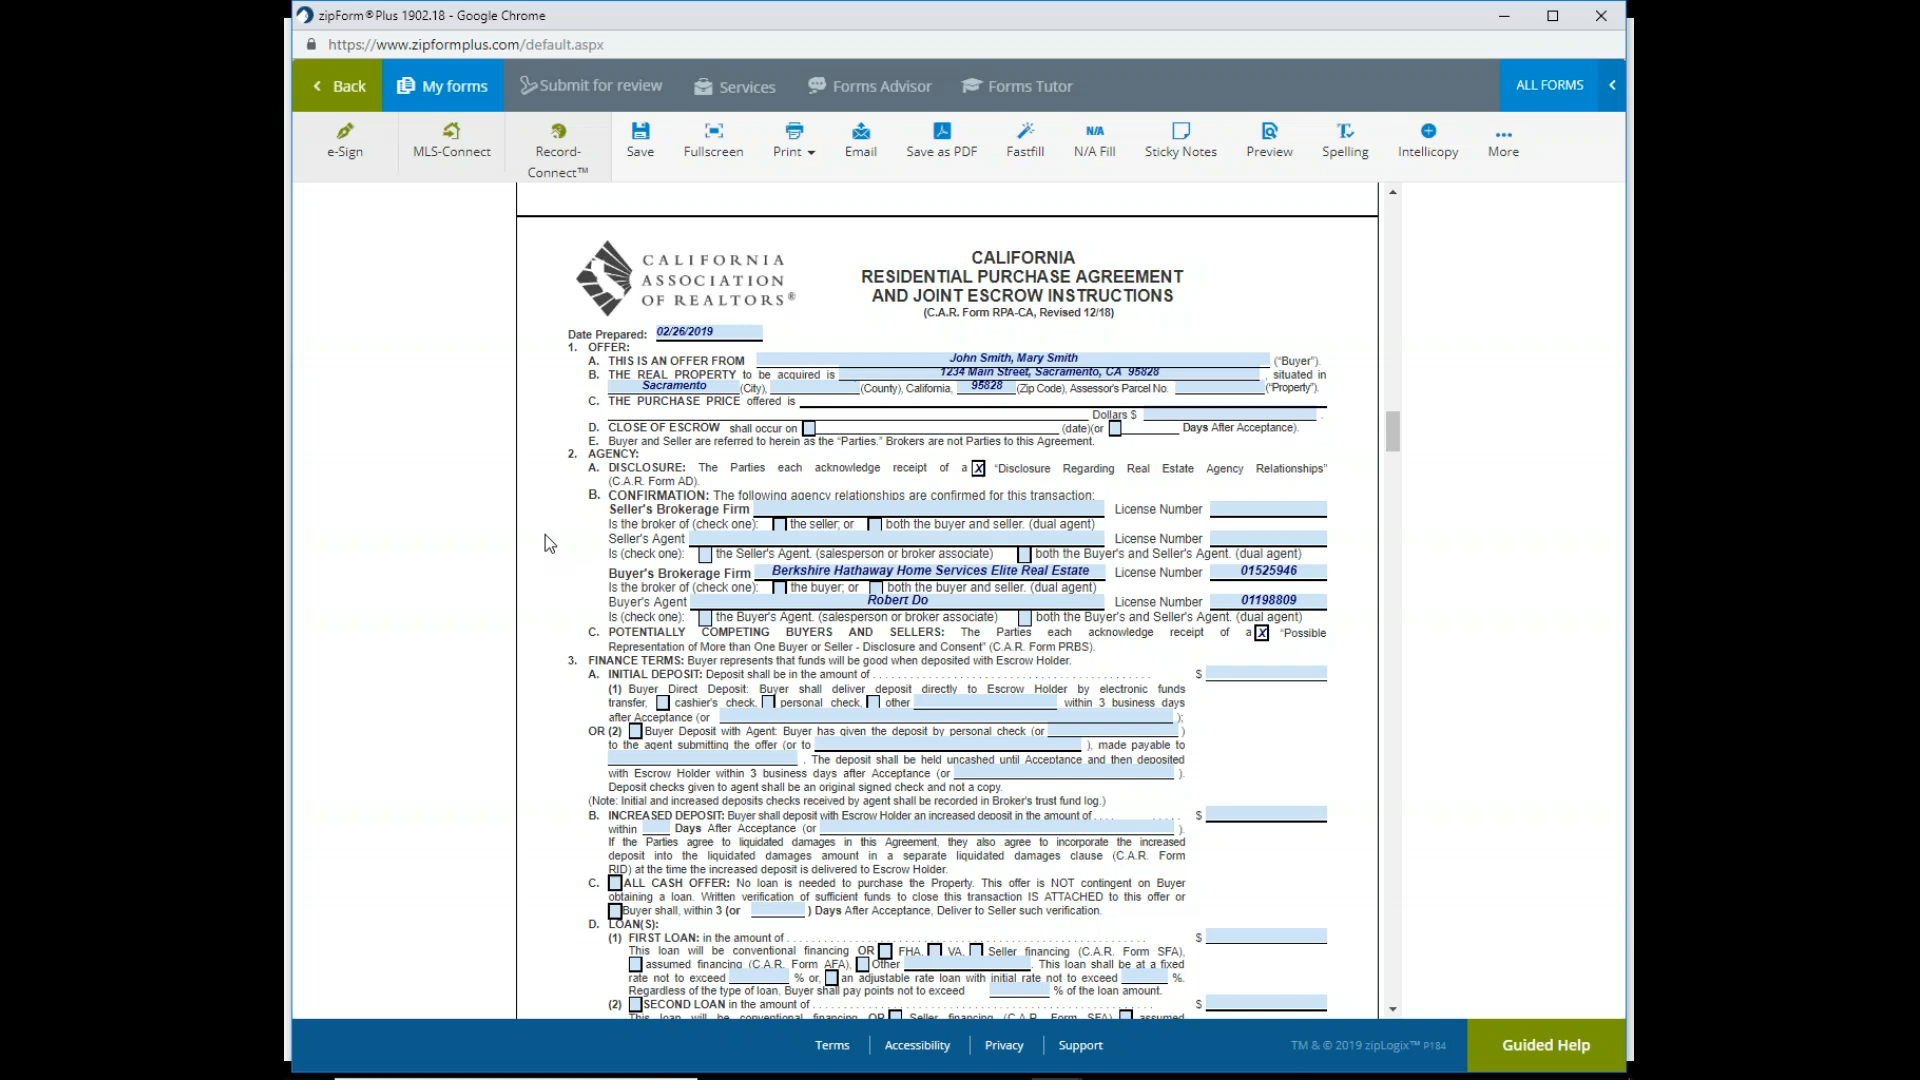 zipForm®Plus 1902.18 - Google Chrome
https://www.zipformplus.com/default.aspx
Back My forms Submit for review Services Forms Advisor Forms Tutor ALL FORMS
e-Sign MLS-Connect Record-Connect™ Save Fullscreen Print Email Save as PDF Fastfill N/A N/A Fill Sticky Notes Preview Spelling Intellicopy More
CALIFORNIA
ASSOCIATION
OF REALTORS®
CALIFORNIA
RESIDENTIAL PURCHASE AGREEMENT
AND JOINT ESCROW INSTRUCTIONS
(C.A.R. Form RPA-CA, Revised 12/18)
Date Prepared: 02/26/2019
1. OFFER:
A. THIS IS AN OFFER FROM John Smith, Mary Smith ("Buyer").
B. THE REAL PROPERTY to be acquired is 1234 Main Street, Sacramento, CA 95828 , situated in
Sacramento (City), (County), California, 95828 (Zip Code), Assessor's Parcel No. ("Property").
C. THE PURCHASE PRICE offered is
Dollars $ .
D. CLOSE OF ESCROW shall occur on (date)(or Days After Acceptance).
E. Buyer and Seller are referred to herein as the "Parties." Brokers are not Parties to this Agreement.
2. AGENCY:
A. DISCLOSURE: The Parties each acknowledge receipt of a X "Disclosure Regarding Real Estate Agency Relationships"
(C.A.R. Form AD).
B. CONFIRMATION: The following agency relationships are confirmed for this transaction:
Seller's Brokerage Firm License Number
Is the broker of (check one): the seller; or both the buyer and seller. (dual agent)
Seller's Agent License Number
Is (check one): the Seller's Agent. (salesperson or broker associate) both the Buyer's and Seller's Agent. (dual agent)
Buyer's Brokerage Firm Berkshire Hathaway Home Services Elite Real Estate License Number 01525946
Is the broker of (check one): the buyer; or both the buyer and seller. (dual agent)
Buyer's Agent Robert Do License Number 01198809
Is (check one): the Buyer's Agent. (salesperson or broker associate) both the Buyer's and Seller's Agent. (dual agent)
C. POTENTIALLY COMPETING BUYERS AND SELLERS: The Parties each acknowledge receipt of a X "Possible
Representation of More than One Buyer or Seller - Disclosure and Consent" (C.A.R. Form PRBS).
3. FINANCE TERMS: Buyer represents that funds will be good when deposited with Escrow Holder.
A. INITIAL DEPOSIT: Deposit shall be in the amount of $
(1) Buyer Direct Deposit: Buyer shall deliver deposit directly to Escrow Holder by electronic funds
transfer, cashier's check, personal check, other within 3 business days
after Acceptance (or );
OR (2) Buyer Deposit with Agent: Buyer has given the deposit by personal check (or )
to the agent submitting the offer (or to ), made payable to
. The deposit shall be held uncashed until Acceptance and then deposited
with Escrow Holder within 3 business days after Acceptance (or ).
Deposit checks given to agent shall be an original signed check and not a copy.
(Note: Initial and increased deposits checks received by agent shall be recorded in Broker's trust fund log.)
B. INCREASED DEPOSIT: Buyer shall deposit with Escrow Holder an increased deposit in the amount of $
within Days After Acceptance (or ).
If the Parties agree to liquidated damages in this Agreement, they also agree to incorporate the increased
deposit into the liquidated damages amount in a separate liquidated damages clause (C.A.R. Form
RID) at the time the increased deposit is delivered to Escrow Holder.
C. ALL CASH OFFER: No loan is needed to purchase the Property. This offer is NOT contingent on Buyer
obtaining a loan. Written verification of sufficient funds to close this transaction IS ATTACHED to this offer or
Buyer shall, within 3 (or ) Days After Acceptance, Deliver to Seller such verification.
D. LOAN(S):
(1) FIRST LOAN: in the amount of $
This loan will be conventional financing OR FHA, VA, Seller financing (C.A.R. Form SFA),
assumed financing (C.A.R. Form AFA), Other . This loan shall be at a fixed
rate not to exceed % or, an adjustable rate loan with initial rate not to exceed %.
Regardless of the type of loan, Buyer shall pay points not to exceed % of the loan amount.
(2) SECOND LOAN in the amount of $
This loan will be conventional financing OR Seller financing (C.A.R. Form SFA), assumed
Terms Accessibility Privacy Support TM & © 2019 zipLogix™ P184 Guided Help